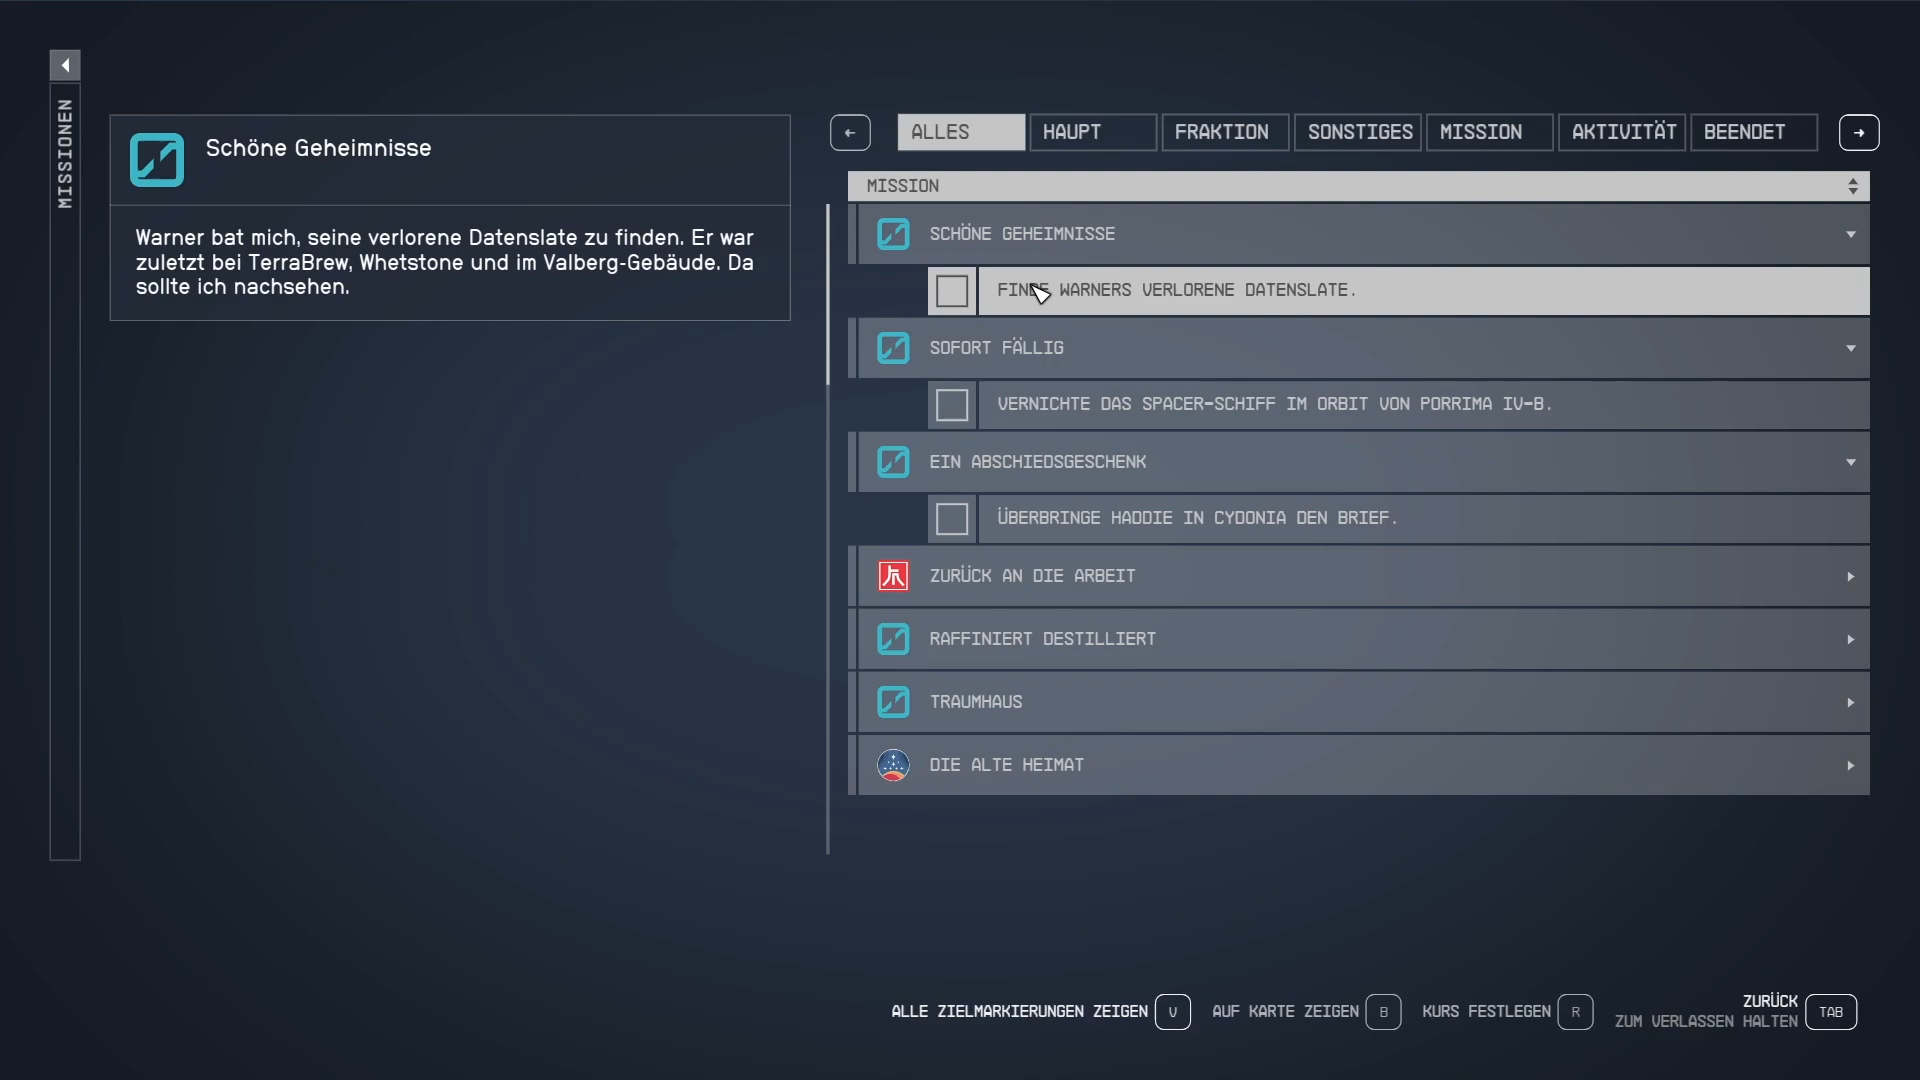 MISSIONEN
Schöne Geheimnisse
Warner bat mich, seine verlorene Datenslate zu finden. Er war
zuletzt bei TerraBrew, Whetstone und im Valberg-Gebäude. Da
sollte ich nachsehen.
ALLES HAUPT FRAKTION SONSTIGES MISSION AKTIVITÄT BEENDET
MISSION
SCHÖNE GEHEIMNISSE
FINDE WARNERS VERLORENE DATENSLATE.
SOFORT FÄLLIG
VERNICHTE DAS SPACER-SCHIFF IM ORBIT VON PORRIMA IV-B.
EIN ABSCHIEDSGESCHENK
ÜBERBRINGE HADDIE IN CYDONIA DEN BRIEF.
ZURÜCK AN DIE ARBEIT
RAFFINIERT DESTILLIERT
TRAUMHAUS
DIE ALTE HEIMAT
ALLE ZIELMARKIERUNGEN ZEIGEN V AUF KARTE ZEIGEN B KURS FESTLEGEN R
ZURÜCK
ZUM VERLASSEN HALTEN TAB